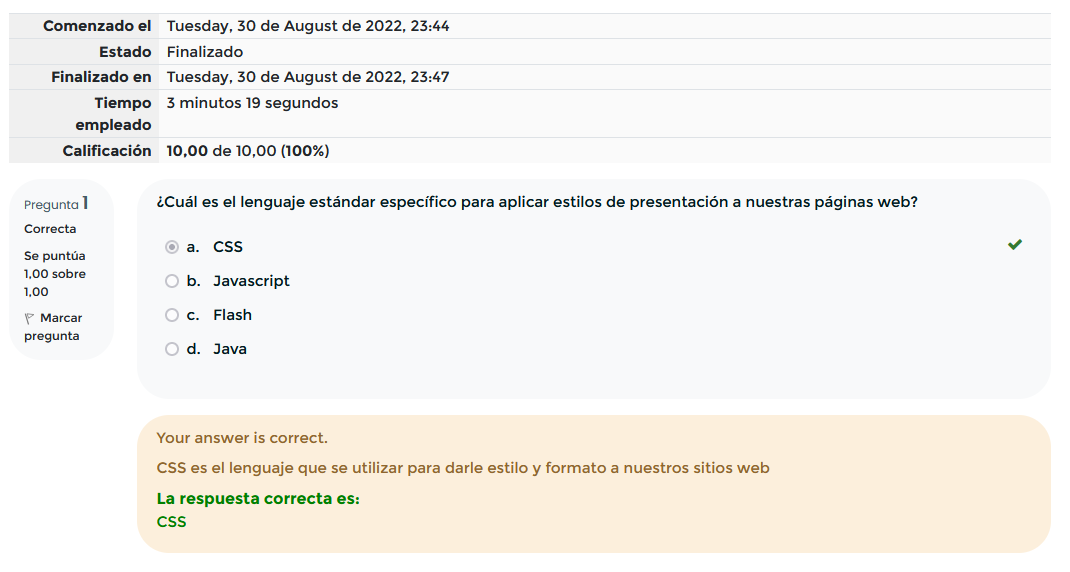 Comenzado el Tuesday, 30 de August de 2022, 23:44
Estado Finalizado
Finalizado en Tuesday, 30 de August de 2022, 23:47
Tiempo empleado 3 minutos 19 segundos
Calificación 10,00 de 10,00 (100%)
Pregunta 1
Correcta
Se puntúa
1,00 sobre
1,00
Marcar
pregunta
¿Cuál es el lenguaje estándar específico para aplicar estilos de presentación a nuestras páginas web?
a. CSS
b. Javascript
c. Flash
d. Java
Your answer is correct.
CSS es el lenguaje que se utilizar para darle estilo y formato a nuestros sitios web
La respuesta correcta es:
CSS